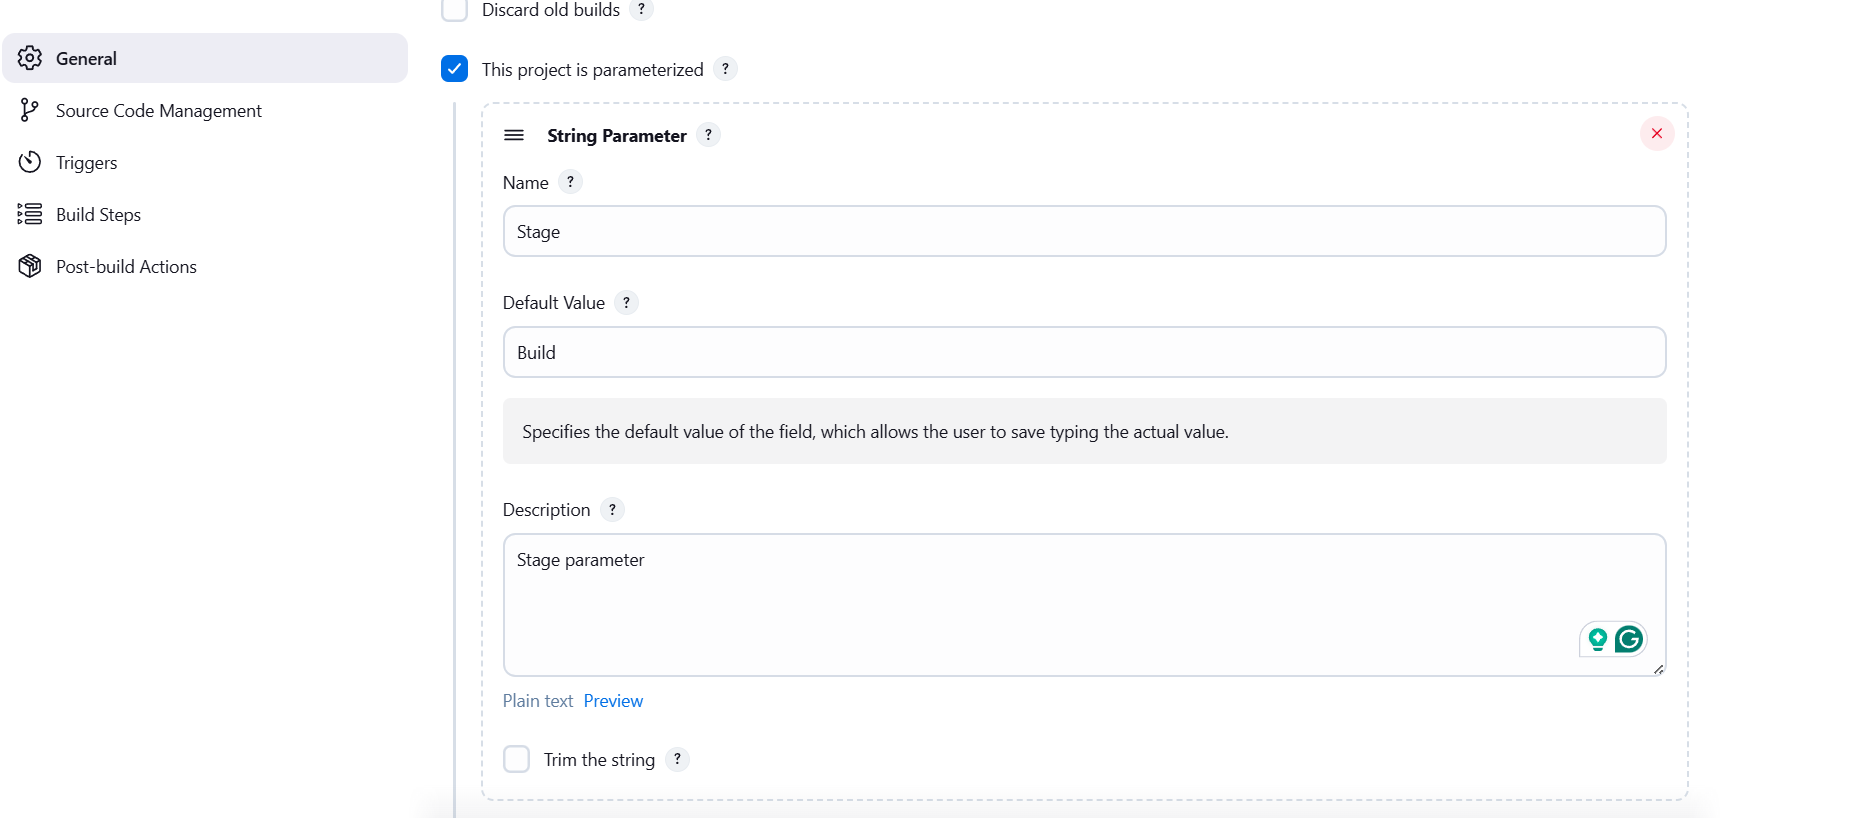 Discard old builds ?
General
This project is parameterized ?
Source Code Management
String Parameter ?
Triggers
Name ?
Build Steps
Stage
Post-build Actions
Default Value ?
Build
Specifies the default value of the field, which allows the user to save typing the actual value.
Description ?
Stage parameter
Plain text Preview
Trim the string ?